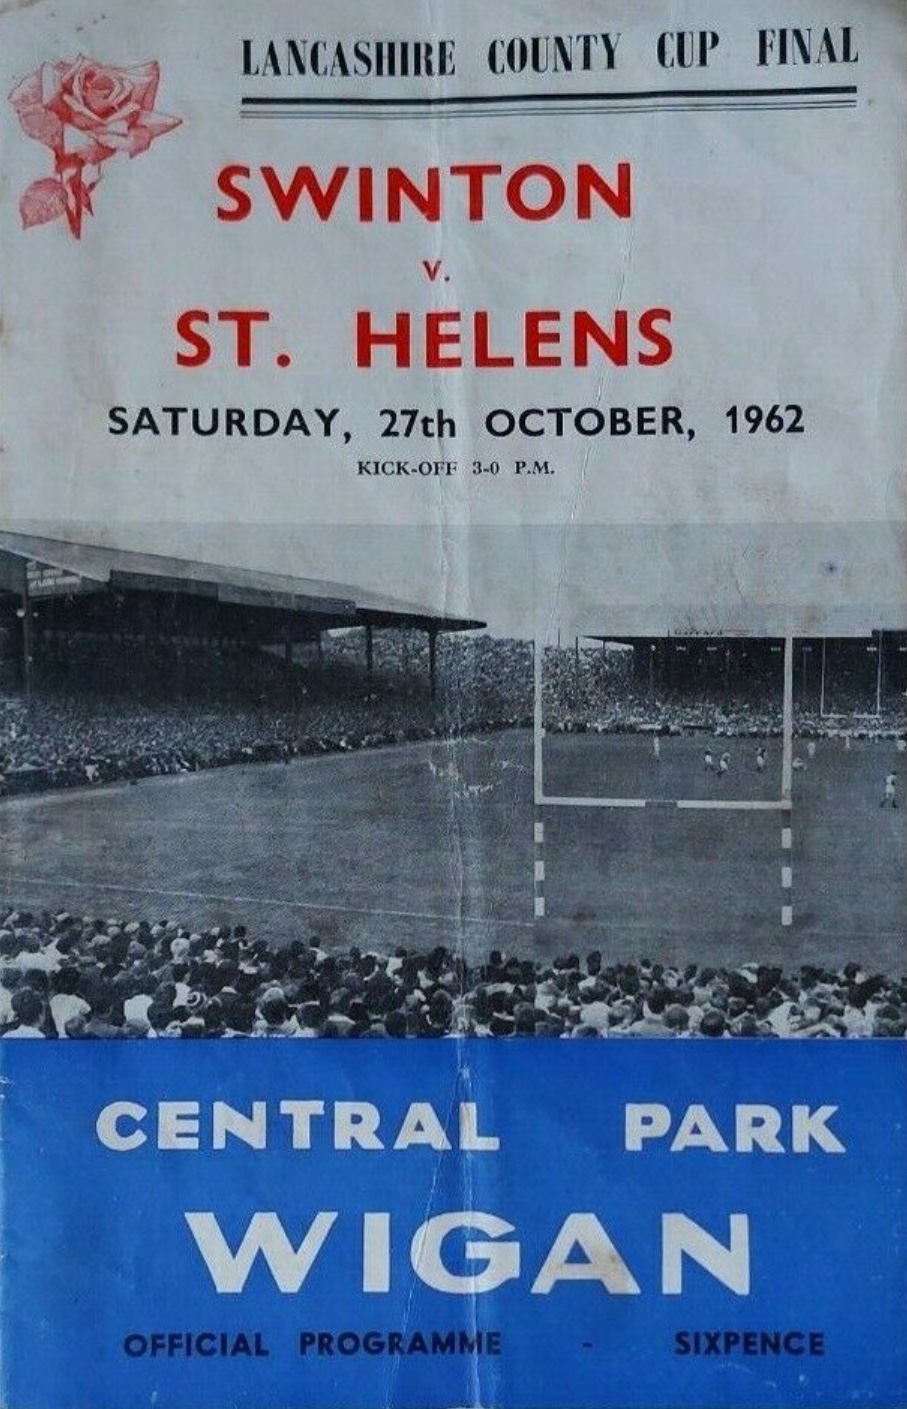 LANCASHIRE COUNTY CUP FINAL
SWINTON
v.
ST. HELENS
SATURDAY, 27th OCTOBER, 1962
KICK-OFF 3-0 P.M.
CENTRAL PARK
WIGAN
OFFICIAL PROGRAMME - SIXPENCE